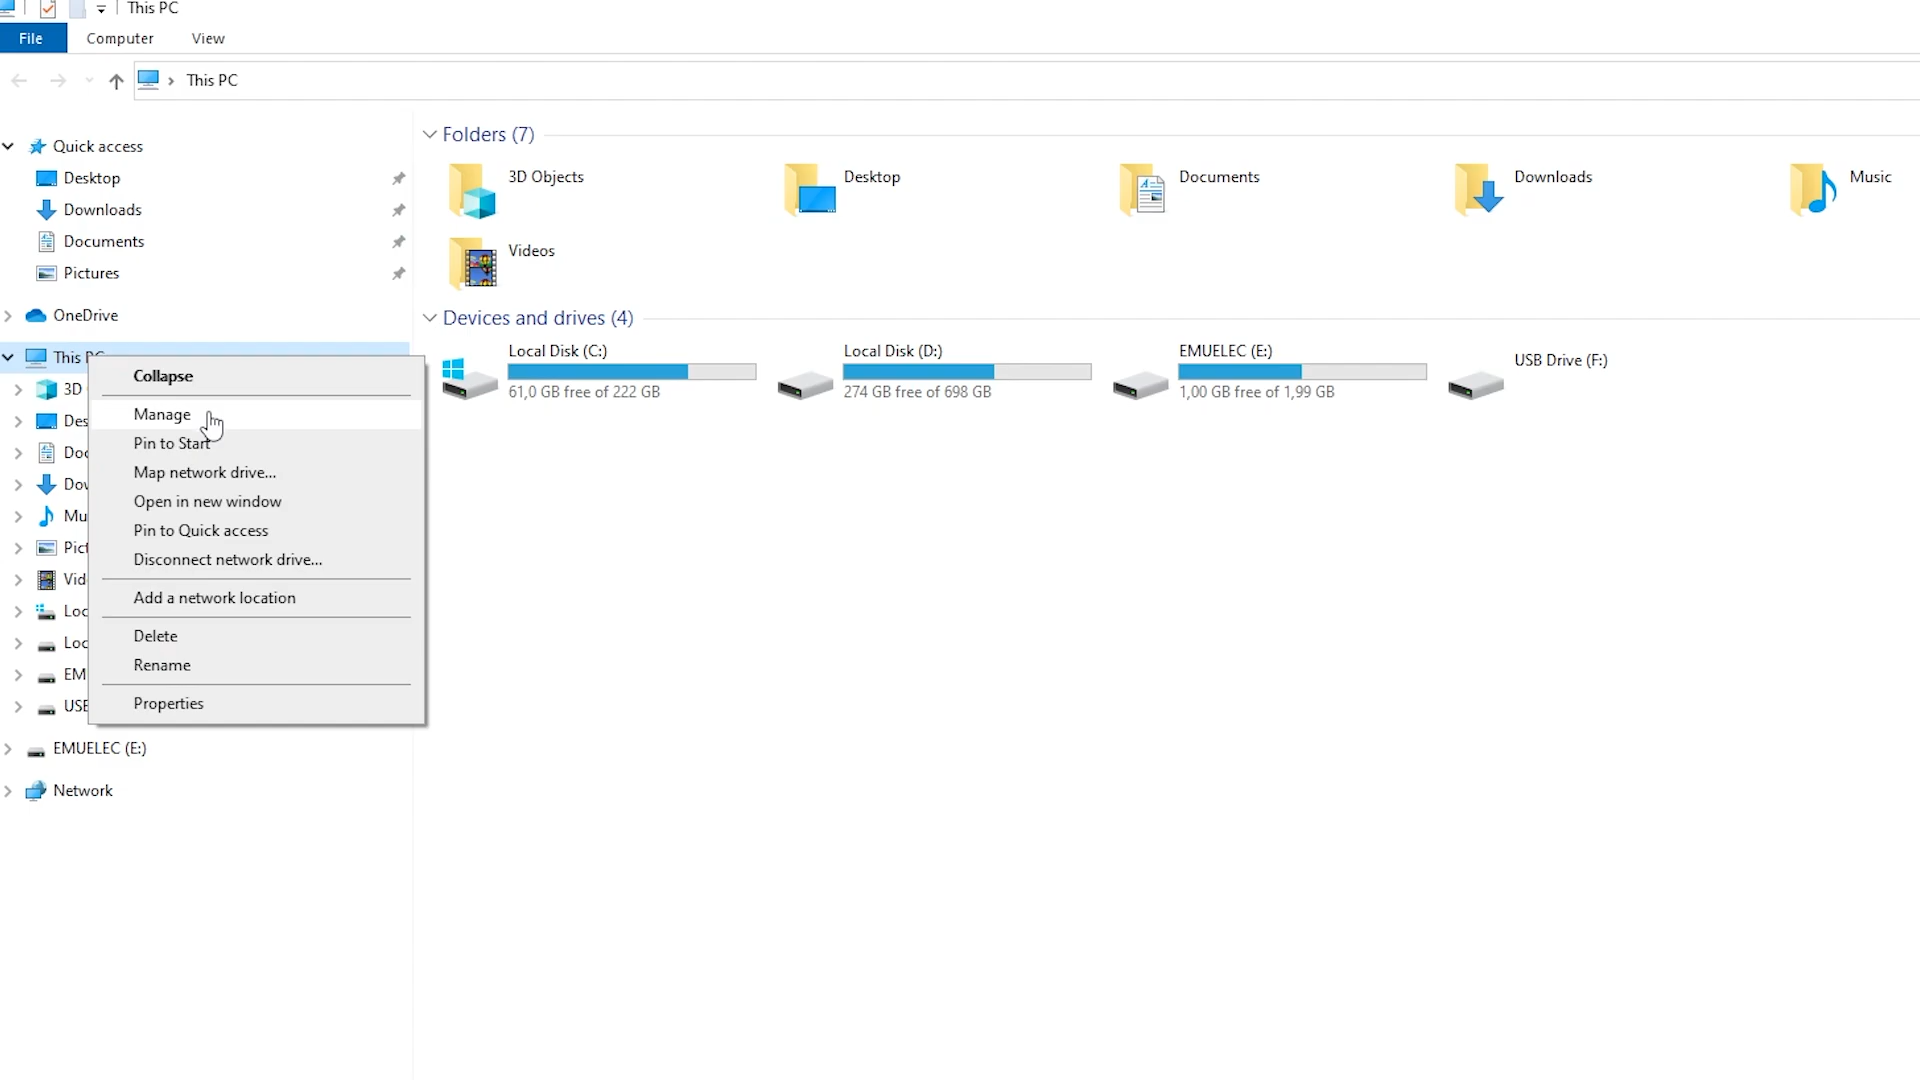 This PC
File
Computer
View
This PC
Quick access
Desktop
Downloads
Documents
Pictures
OneDrive
This PC
3D
Des
Doc
Dow
Mu
Pict
Vid
Loc
Loc
EM
USE
EMUELEC (E:)
Network
Collapse
Manage
Pin to Start
Map network drive...
Open in new window
Pin to Quick access
Disconnect network drive...
Add a network location
Delete
Rename
Properties
Folders (7)
3D Objects
Desktop
Documents
Downloads
Music
Videos
Devices and drives (4)
Local Disk (C:)
61,0 GB free of 222 GB
Local Disk (D:)
274 GB free of 698 GB
EMUELEC (E:)
1,00 GB free of 1,99 GB
USB Drive (F:)